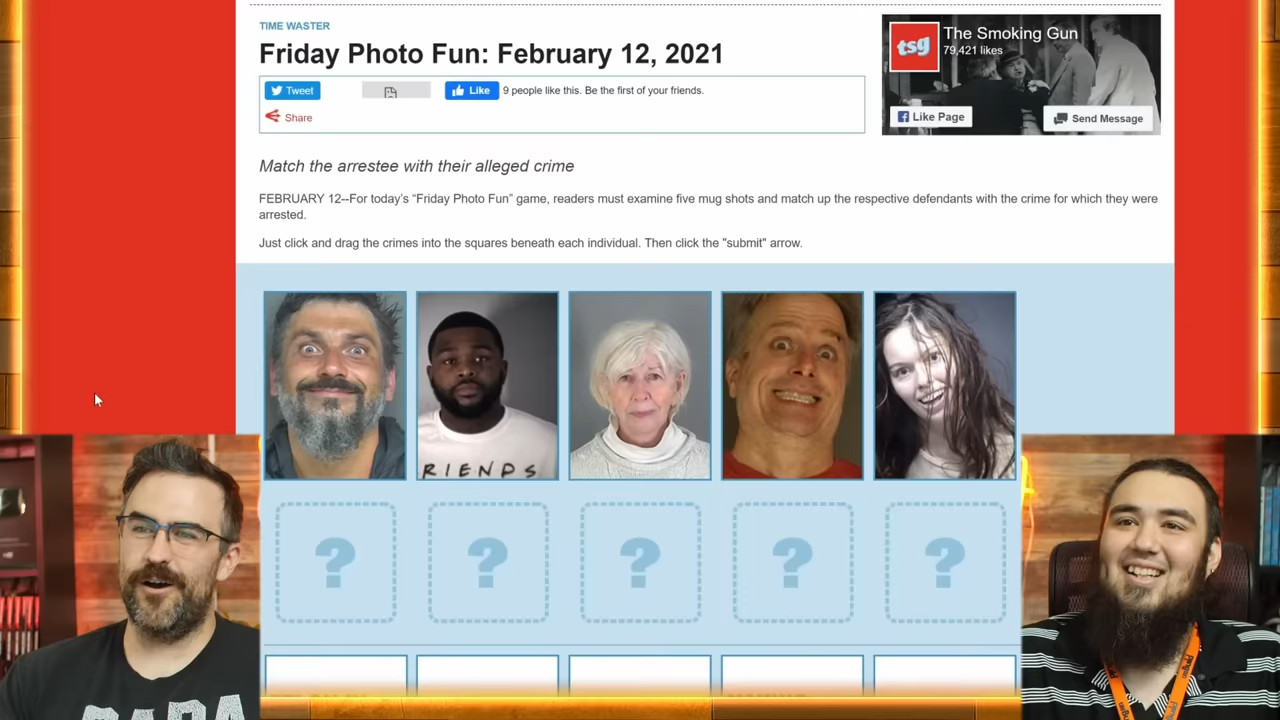 TIME WASTER
Friday Photo Fun: February 12, 2021
Tweet
Like
9 people like this. Be the first of your friends.
Share
tsg
The Smoking Gun
79,421 likes
Like Page
Send Message
Match the arrestee with their alleged crime
FEBRUARY 12--For today's “Friday Photo Fun” game, readers must examine five mug shots and match up the respective defendants with the crime for which they were
arrested.
Just click and drag the crimes into the squares beneath each individual. Then click the "submit" arrow.
RIENDS
? ? ? ? ?